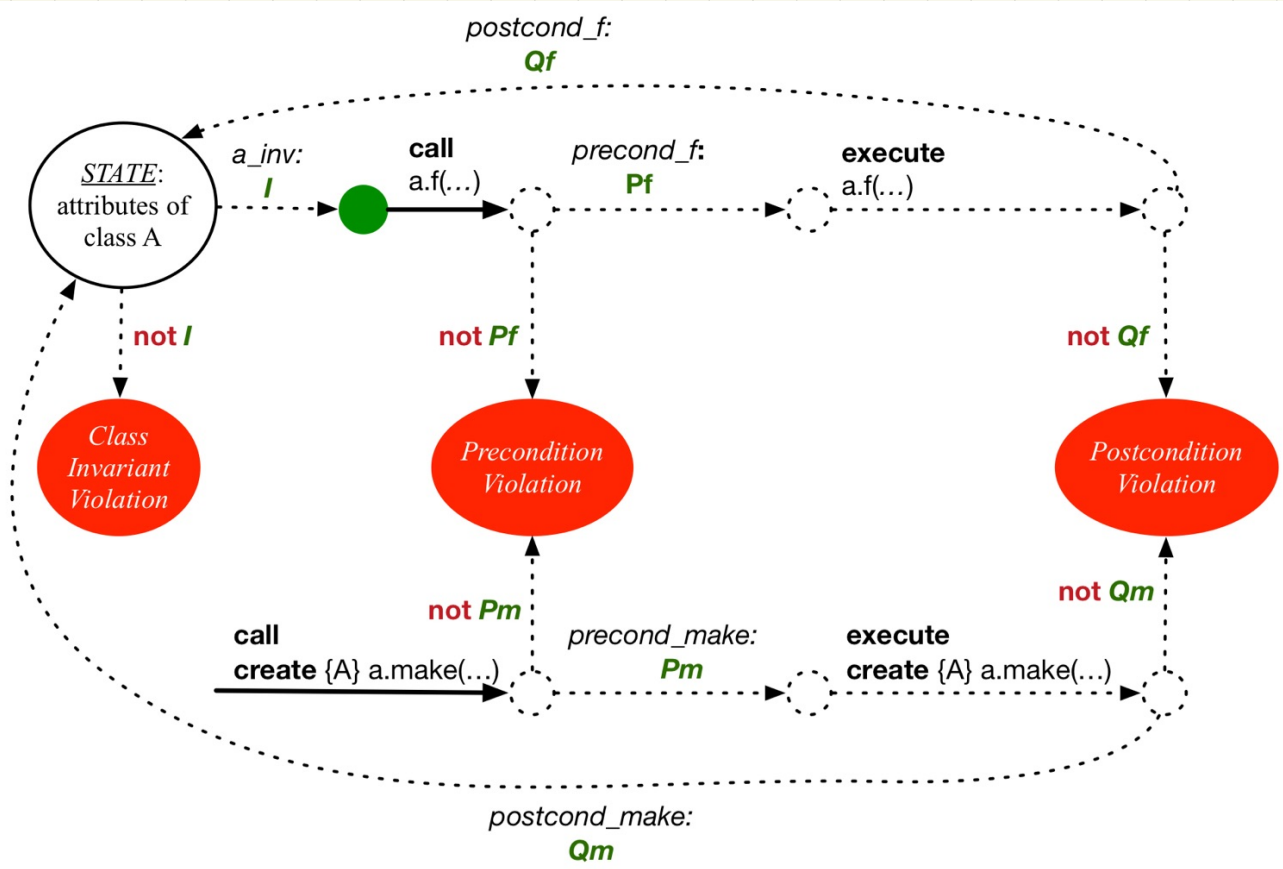 postcond_f:
Qf
STATE:
attributes of
class A
a_inv:
I
call
a.f(…)
precond_f:
Pf
execute
a.f(…)
not I
not Pf
not Qf
Class
Invariant
Violation
Precondition
Violation
Postcondition
Violation
not Pm
not Qm
call
create {A} a.make(…)
precond_make:
Pm
execute
create {A} a.make(…)
postcond_make:
Qm